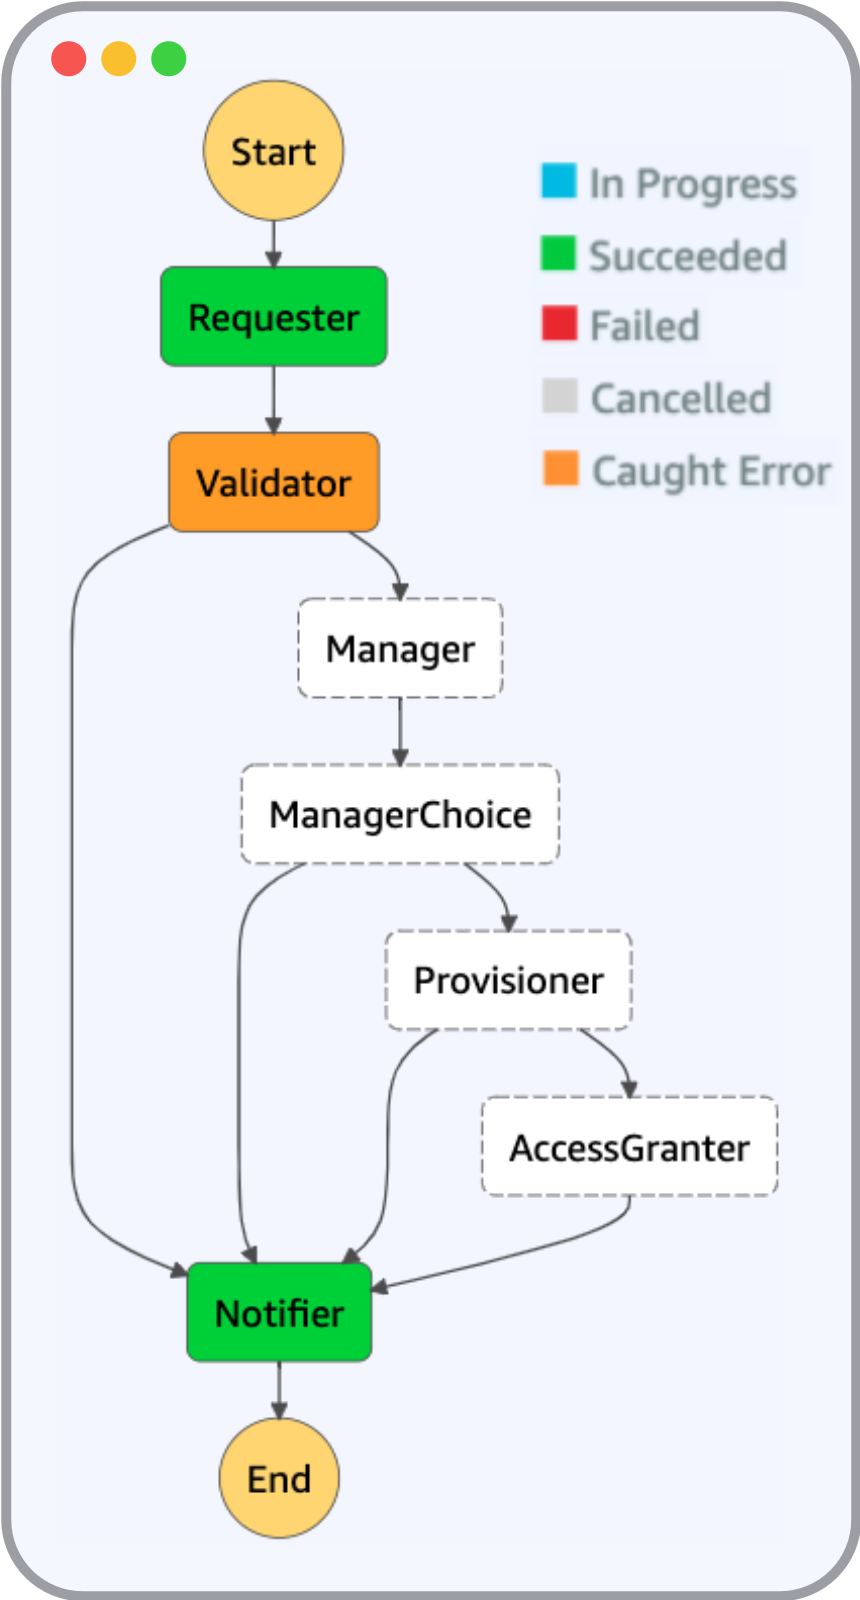 Start
In Progress
Succeeded
Requester
Failed
Cancelled
Caught Error
Validator
Manager
ManagerChoice
Provisioner
AccessGranter
Notifier
End